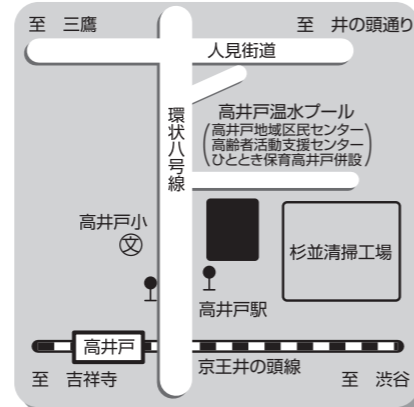 至 三鷹
至 井の頭通り
人見街道
環状八号線
高井戸温水プール
(高井戸地域区民センター
高齢者活動支援センター
ひととき保育高井戸併設)
高井戸小
文
杉並清掃工場
高井戸駅
高井戸
京王井の頭線
至 吉祥寺
至 渋谷